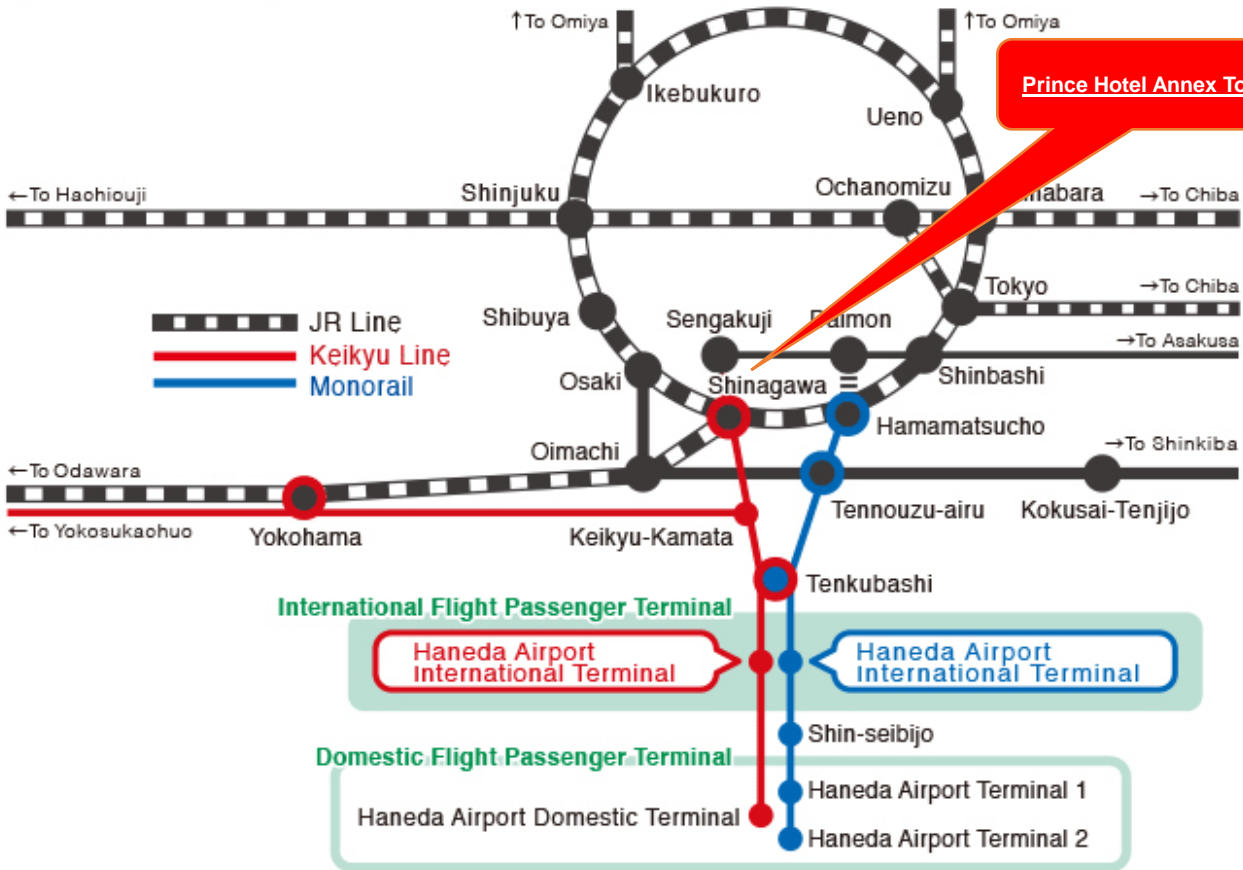 ↑To Omiya
↑To Omiya
Prince Hotel Annex To
Ikebukuro
Ueno
←To Haohiouji
Shinjuku
Ochanomizu
→To Chiba
Shibuya
Sengakuji
Tokyo
→To Chiba
JR Line
Keikyu Line
Monorail
→To Asakusa
Osaki
Shinagawa
Shinbashi
Hamamatsucho
Oimachi
→To Shinkiba
←To Odawara
Tennouzu-airu
Kokusai-Tenjijo
←To Yokosukaohuo
Yokohama
Keikyu-Kamata
Tenkubashi
International Flight Passenger Terminal
Haneda Airport
International Terminal
Haneda Airport
International Terminal
Shin-seibijo
Domestic Flight Passenger Terminal
Haneda Airport Terminal 1
Haneda Airport Domestic Terminal
Haneda Airport Terminal 2